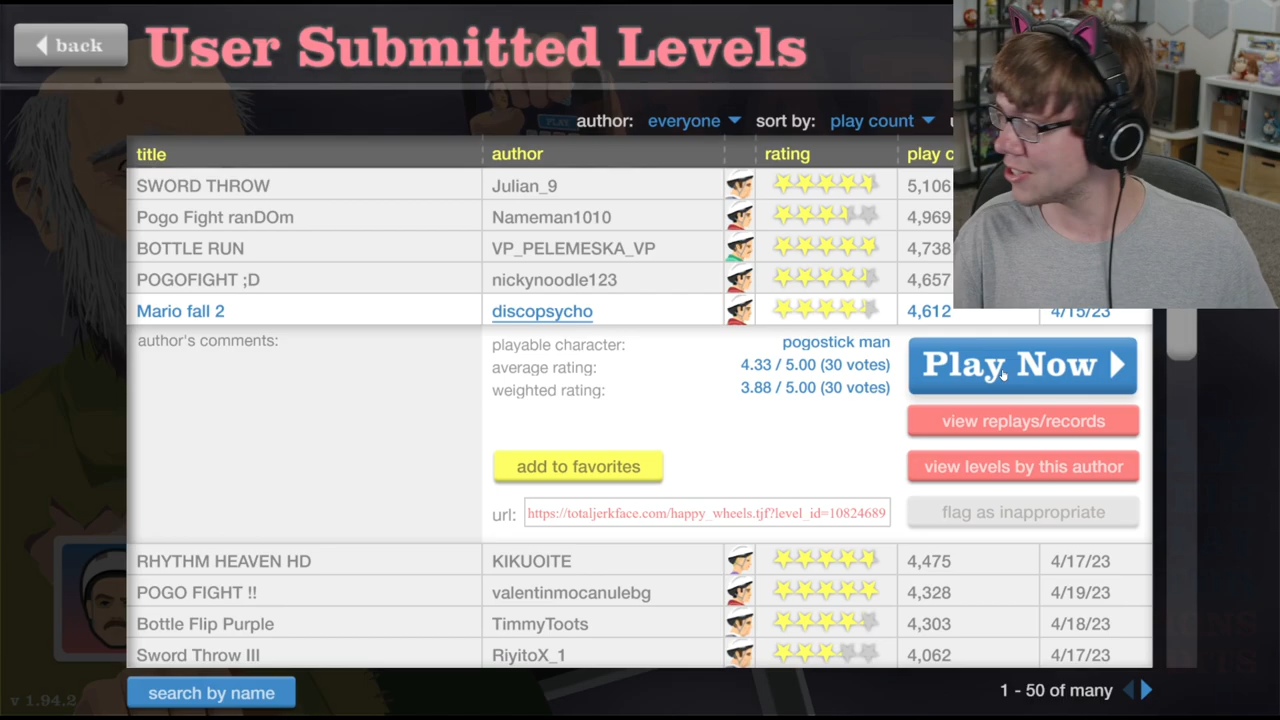 back
User Submitted Levels
author: everyone sort by: play count
title author rating play c
SWORD THROW Julian_9 5,106
Pogo Fight ranDOm Nameman1010 4,969
BOTTLE RUN VP_PELEMESKA_VP 4,738
POGOFIGHT ;D nickynoodle123 4,657
Mario fall 2 discopsycho 4,612 4/15/23
author's comments:
playable character: pogostick man
average rating: 4.33 / 5.00 (30 votes)
weighted rating: 3.88 / 5.00 (30 votes)
Play Now
view replays/records
add to favorites
view levels by this author
url: https://totaljerkface.com/happy_wheels.tjf?level_id=10824689
flag as inappropriate
RHYTHM HEAVEN HD KIKUOITE 4,475 4/17/23
POGO FIGHT !! valentinmocanulebg 4,328 4/19/23
Bottle Flip Purple TimmyToots 4,303 4/18/23
Sword Throw III RiyitoX_1 4,062 4/17/23
v 1.94.2
search by name
1 - 50 of many